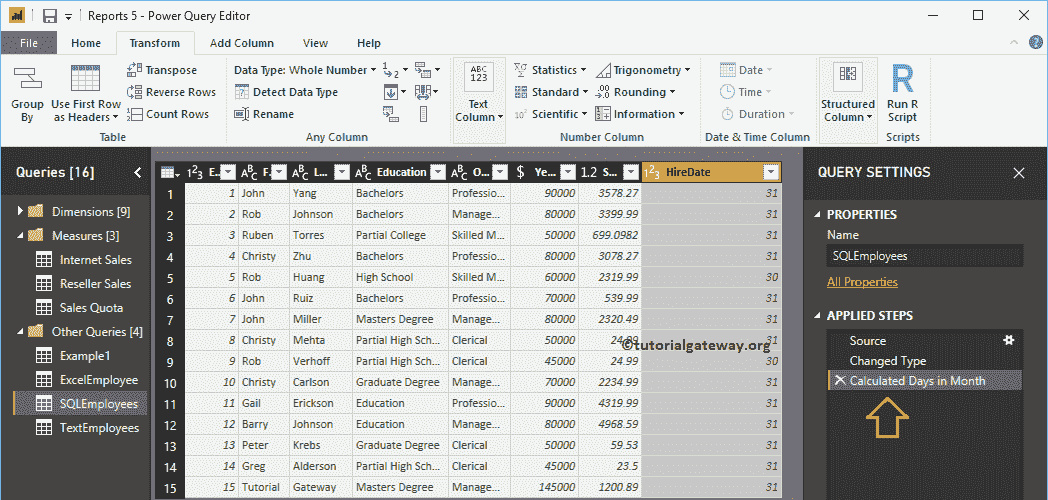 Reports 5 - Power Query Editor
File Home Transform Add Column View Help
Group By
Use First Row as Headers
Transpose
Reverse Rows
Count Rows
Table
Data Type: Whole Number
Detect Data Type
Rename
Any Column
ABC
123
Text Column
Statistics
Standard
Scientific
Trigonometry
Rounding
Information
Number Column
Date
Time
Duration
Date & Time Column
Structured Column
R
Run R Script
Scripts
Queries [16]
Dimensions [9]
Measures [3]
Internet Sales
Reseller Sales
Sales Quota
Other Queries [4]
Example1
ExcelEmployee
SQLEmployees
TextEmployees
1²3 E... ABC F... ABC L... ABC Education ABC O... $ Ye... 1.2 S... 1²3 HireDate
1 1 John Yang Bachelors Professio... 90000 3578.27 31
2 2 Rob Johnson Bachelors Manage... 80000 3399.99 31
3 3 Ruben Torres Partial College Skilled M... 50000 699.0982 31
4 4 Christy Zhu Bachelors Professio... 80000 3078.27 31
5 5 Rob Huang High School Skilled M... 60000 2319.99 30
6 6 John Ruiz Bachelors Professio... 70000 539.99 31
7 7 John Miller Masters Degree Manage... 80000 2320.49 31
8 8 Christy Mehta Partial High Sch... Clerical 50000 24.99 31
9 9 Rob Verhoff Partial High Sch... Clerical 45000 24.99 30
10 10 Christy Carlson Graduate Degree Manage... 70000 2234.99 31
11 11 Gail Erickson Education Professio... 90000 4319.99 31
12 12 Barry Johnson Education Manage... 80000 4968.59 31
13 13 Peter Krebs Graduate Degree Clerical 50000 59.53 31
14 14 Greg Alderson Partial High Sch... Clerical 45000 23.5 31
15 15 Tutorial Gateway Masters Degree Manage... 145000 1200.89 31
©tutorialgateway.org
QUERY SETTINGS
PROPERTIES
Name
SQLEmployees
All Properties
APPLIED STEPS
Source
Changed Type
Calculated Days in Month